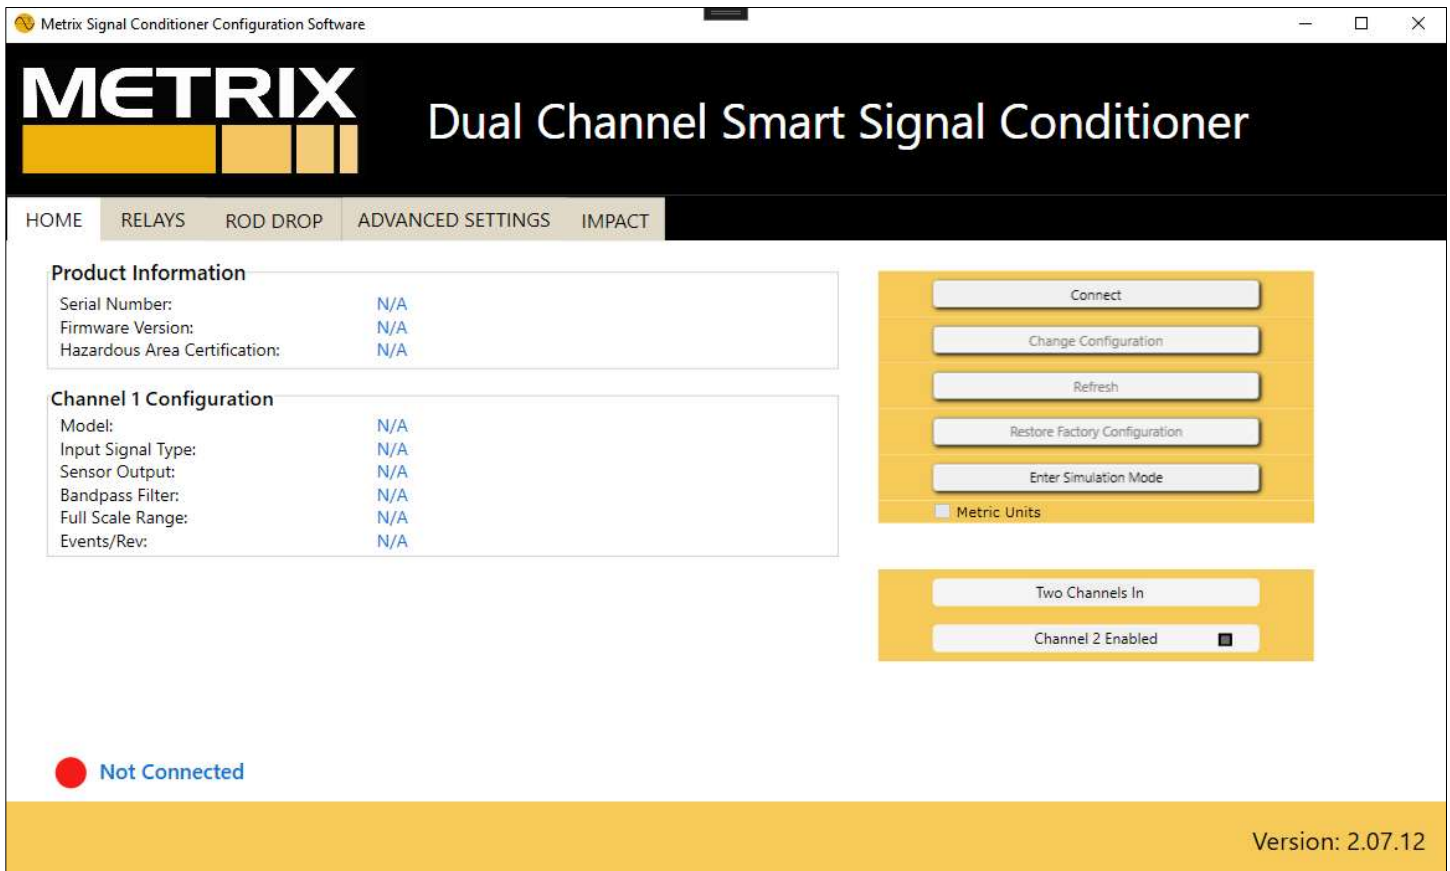 Metrix Signal Conditioner Configuration Software
METRIX
Dual Channel Smart Signal Conditioner
HOME RELAYS ROD DROP ADVANCED SETTINGS IMPACT
Product Information
Serial Number: N/A
Firmware Version: N/A
Hazardous Area Certification: N/A
Channel 1 Configuration
Model: N/A
Input Signal Type: N/A
Sensor Output: N/A
Bandpass Filter: N/A
Full Scale Range: N/A
Events/Rev: N/A
Connect
Change Configuration
Refresh
Restore Factory Configuration
Enter Simulation Mode
Metric Units
Two Channels In
Channel 2 Enabled
Not Connected
Version: 2.07.12